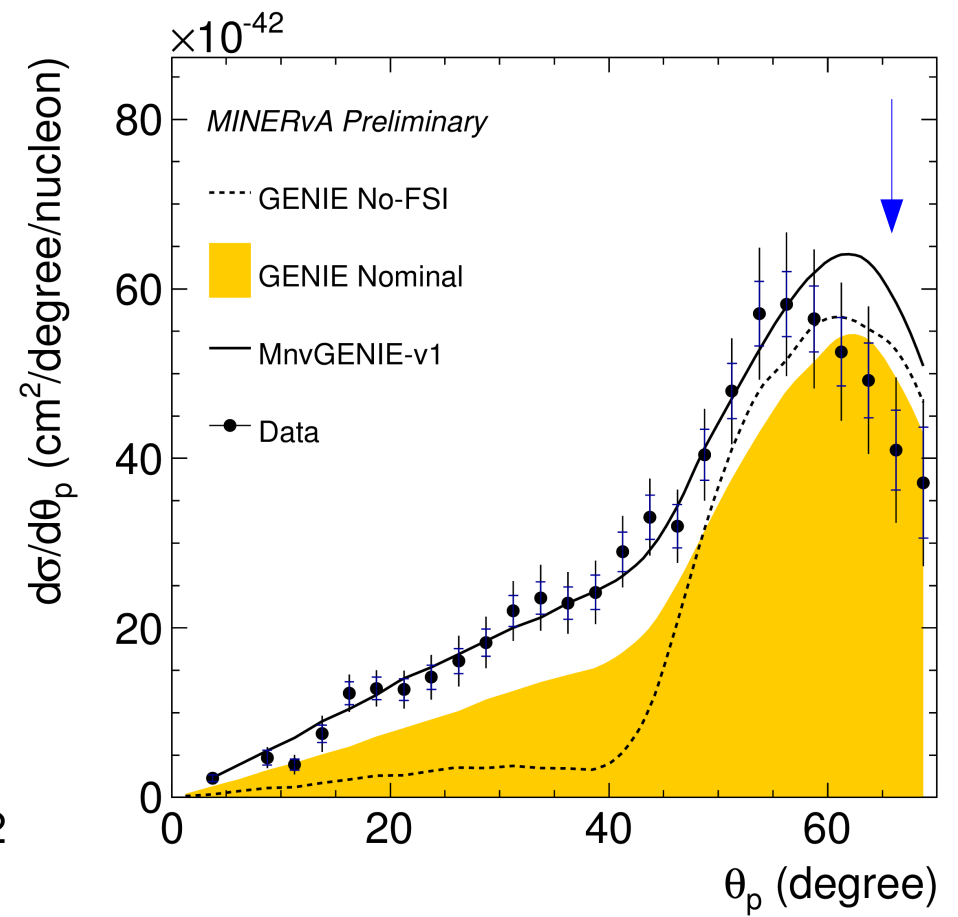 ×10⁻⁴²
dσ/dθₚ (cm²/degree/nucleon)
80
60
40
20
0
MINERvA Preliminary
GENIE No-FSI
GENIE Nominal
MnvGENIE-v1
Data
0 20 40 60
θₚ (degree)